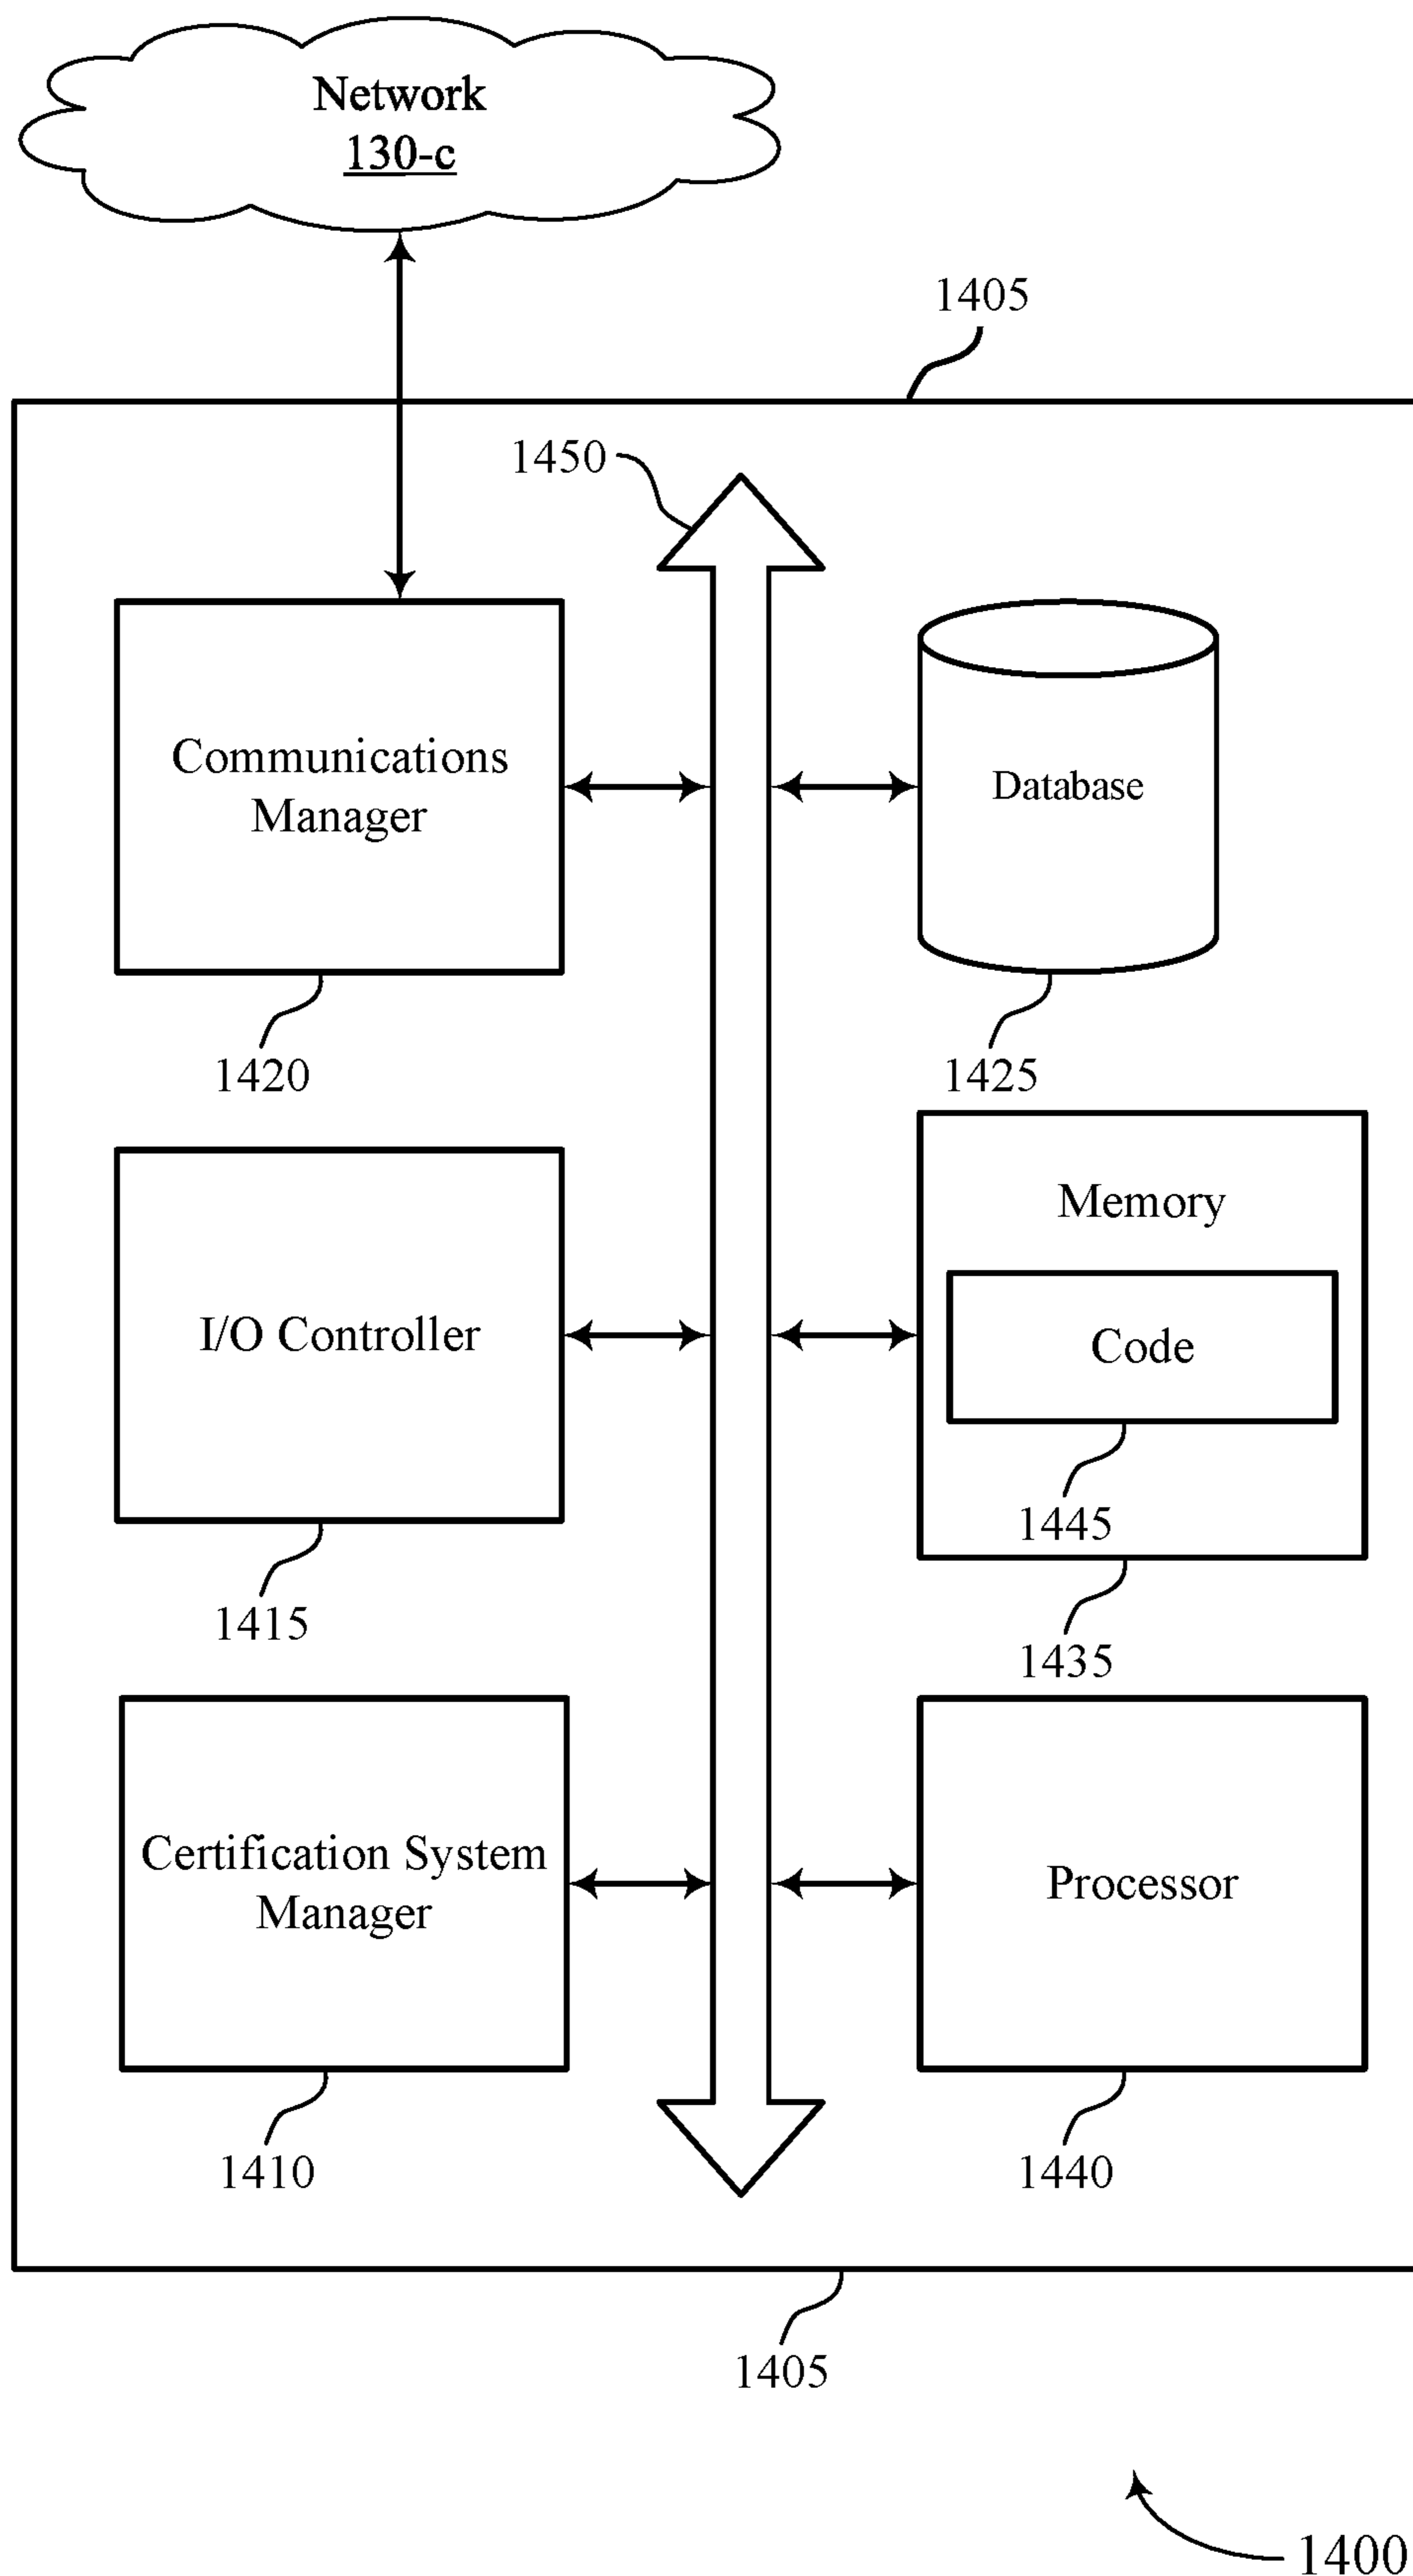 Network
130-c
1405
1450
Communications
Manager
Database
1420
1425
Memory
I/O Controller
Code
1445
1415
1435
Certification System
Manager
Processor
1410
1440
1405
1400